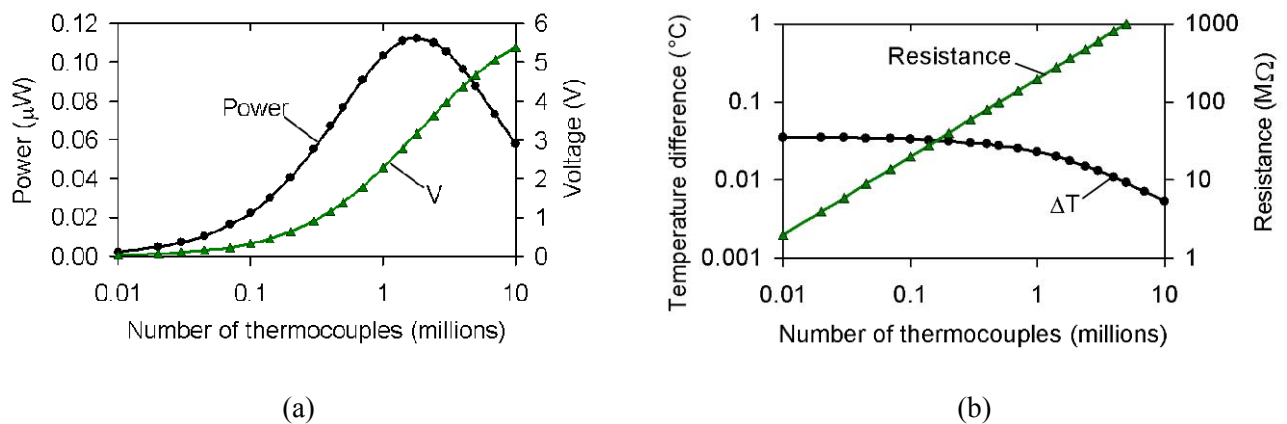 0.12
0.10
0.08
0.06
0.04
0.02
0.00
Power (μW)
6
5
4
3
2
1
0
Voltage (V)
Power
V
0.01 0.1 1 10
Number of thermocouples (millions)
(a)
1
0.1
0.01
0.001
Temperature difference (°C)
1000
100
10
1
Resistance (MΩ)
Resistance
ΔT
0.01 0.1 1 10
Number of thermocouples (millions)
(b)